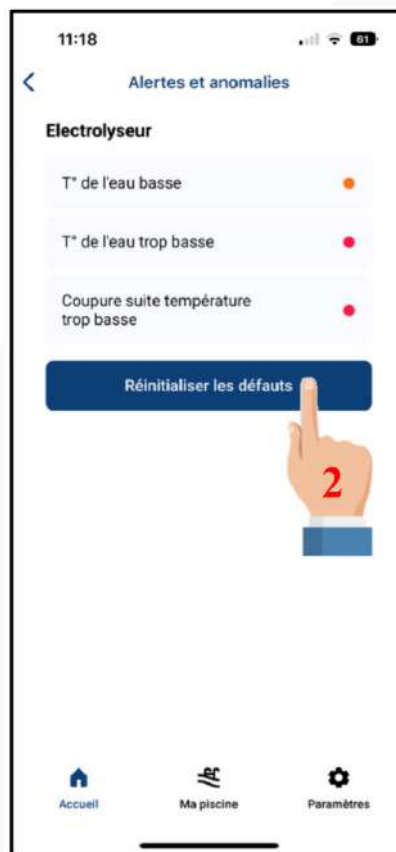 11:18
61
Alertes et anomalies
Electrolyseur
T° de l'eau basse
T° de l'eau trop basse
Coupure suite température
trop basse
Réinitialiser les défauts
2
Accueil
Ma piscine
Paramètres